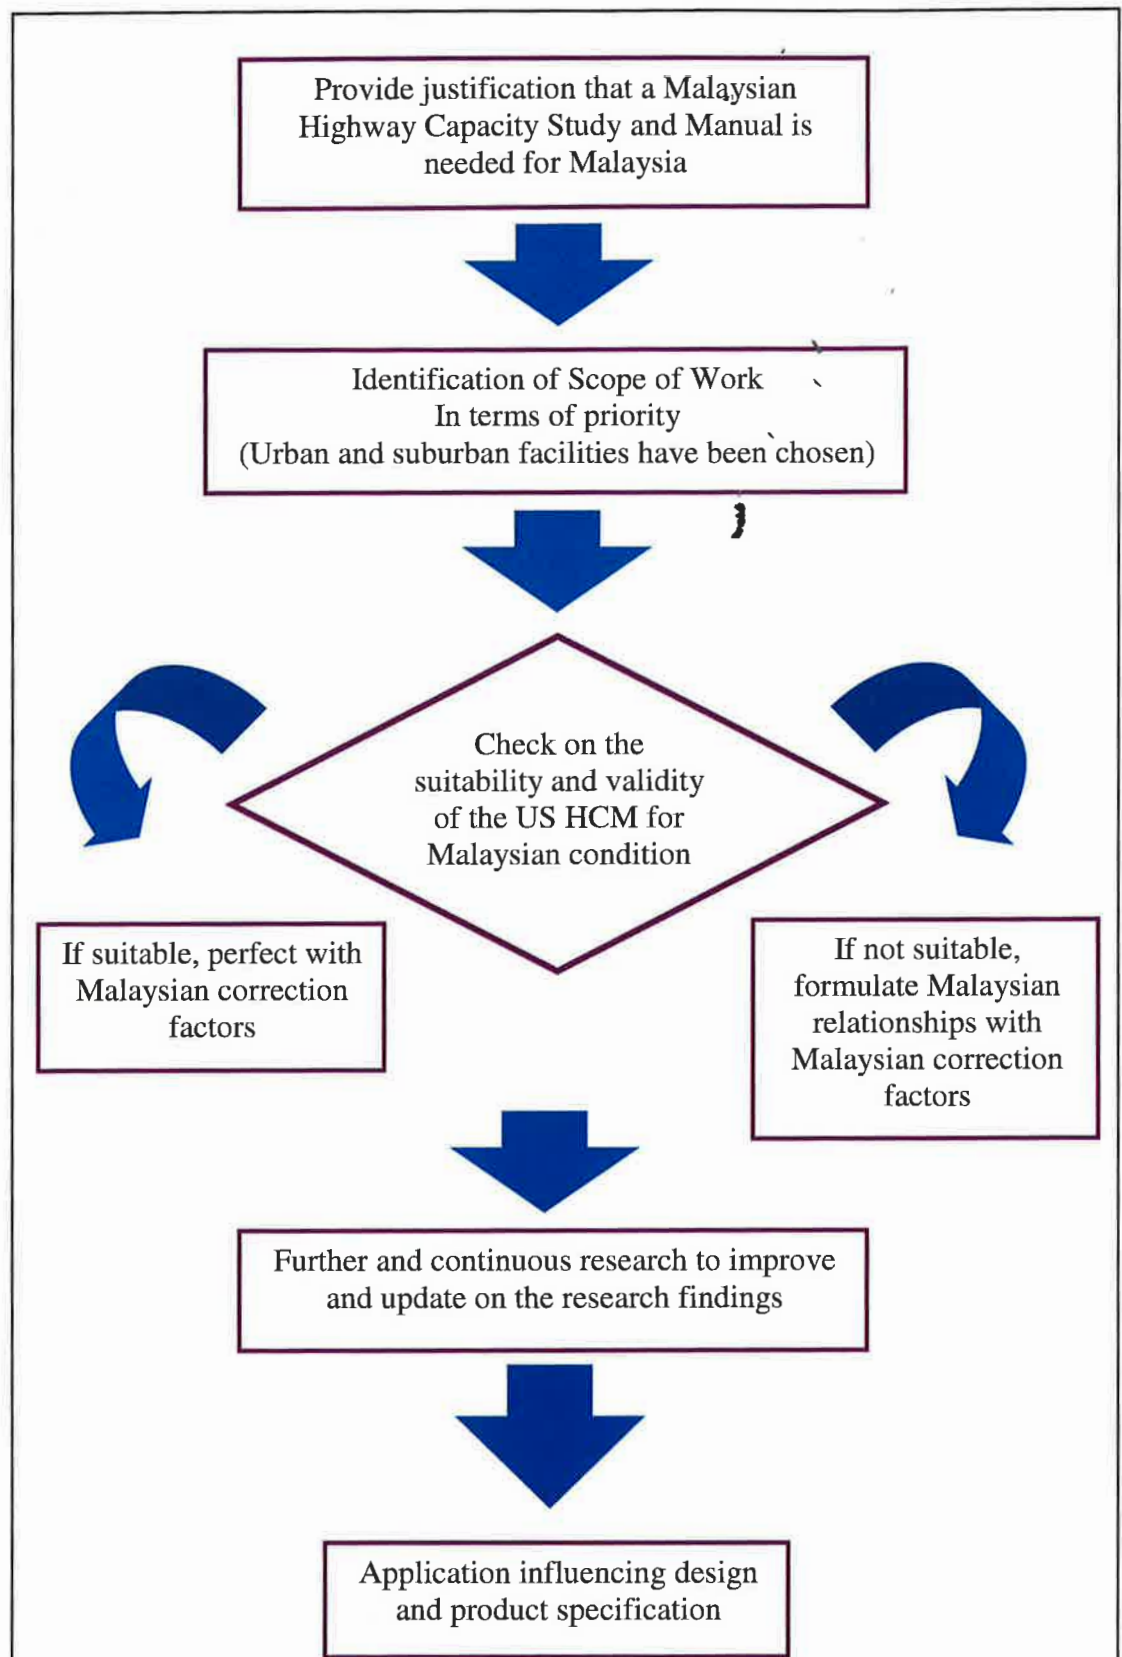 Provide justification that a Malaysian
Highway Capacity Study and Manual is
needed for Malaysia
Identification of Scope of Work
In terms of priority
(Urban and suburban facilities have been chosen)
Check on the
suitability and validity
of the US HCM for
Malaysian condition
If suitable, perfect with
Malaysian correction
factors
If not suitable,
formulate Malaysian
relationships with
Malaysian correction
factors
Further and continuous research to improve
and update on the research findings
Application influencing design
and product specification